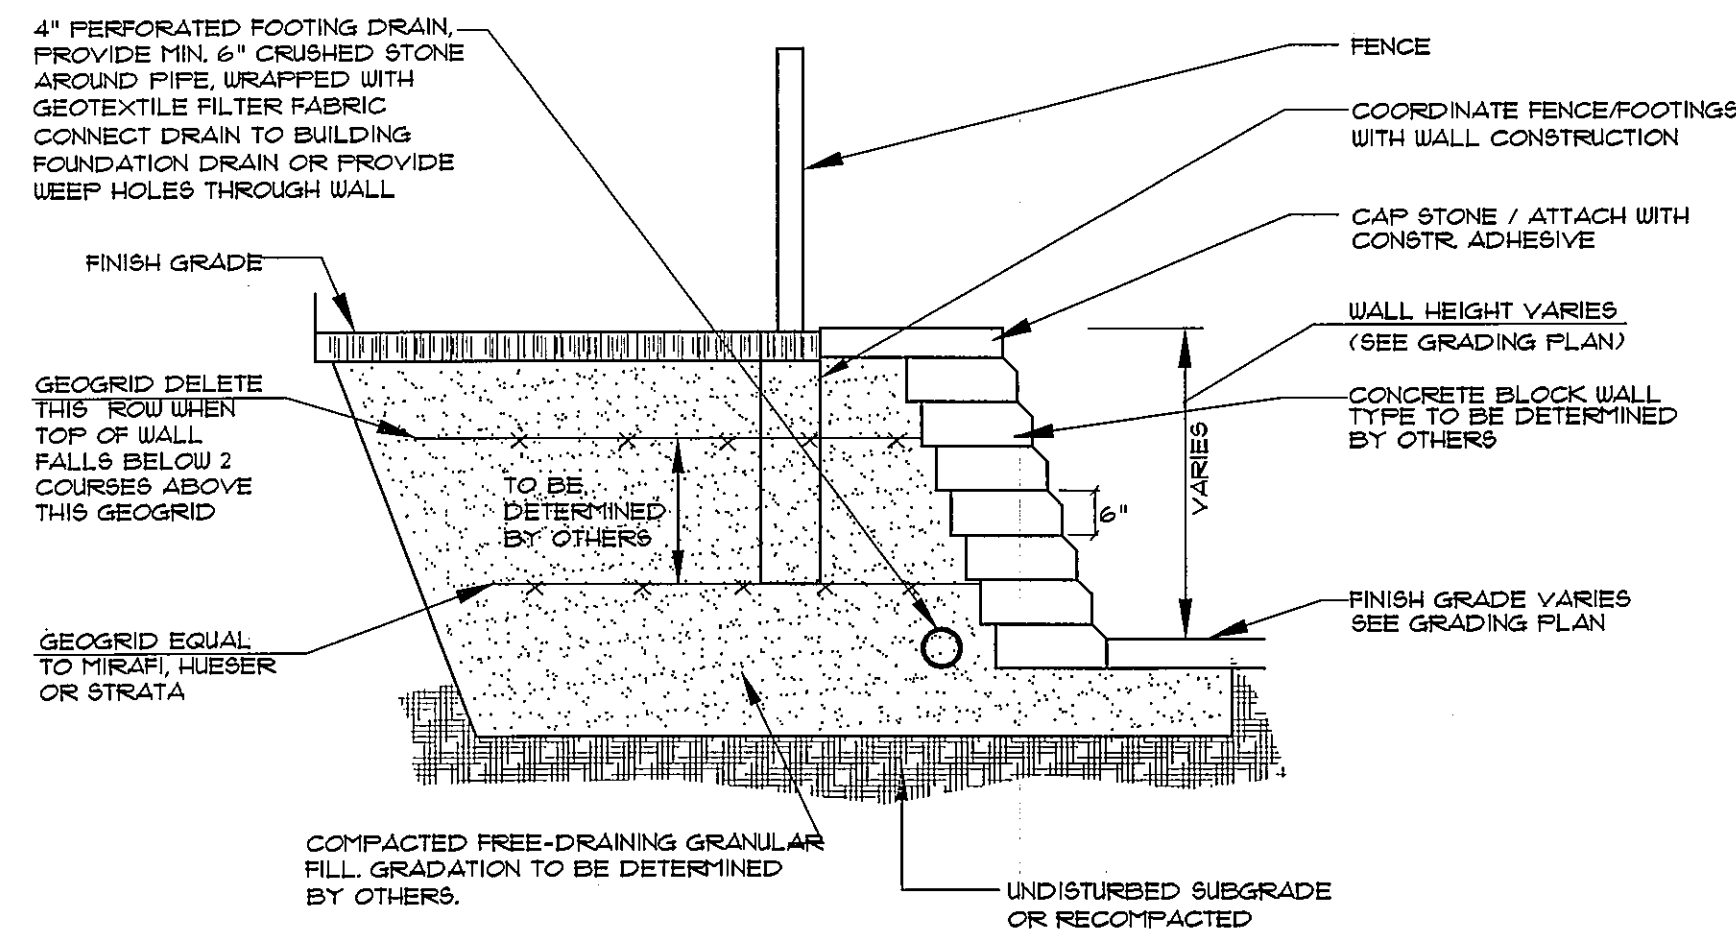 4" PERFORATED FOOTING DRAIN,
PROVIDE MIN. 6" CRUSHED STONE
AROUND PIPE, WRAPPED WITH
GEOTEXTILE FILTER FABRIC
CONNECT DRAIN TO BUILDING
FOUNDATION DRAIN OR PROVIDE
WEEP HOLES THROUGH WALL
FINISH GRADE
GEOGRID DELETE
THIS ROW WHEN
TOP OF WALL
FALLS BELOW 2
COURSES ABOVE
THIS GEOGRID
GEOGRID EQUAL
TO MIRAFI, HUESER
OR STRATA
TO BE
DETERMINED
BY OTHERS
COMPACTED FREE-DRAINING GRANULAR
FILL. GRADATION TO BE DETERMINED
BY OTHERS.
FENCE
COORDINATE FENCE/FOOTINGS
WITH WALL CONSTRUCTION
CAP STONE / ATTACH WITH
CONSTR. ADHESIVE
WALL HEIGHT VARIES
(SEE GRADING PLAN)
CONCRETE BLOCK WALL
TYPE TO BE DETERMINED
BY OTHERS
VARIES
6"
FINISH GRADE VARIES
SEE GRADING PLAN
UNDISTURBED SUBGRADE
OR RECOMPACTED